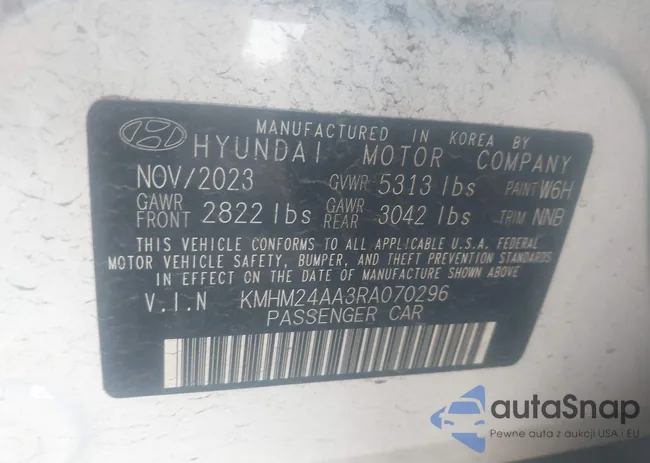 MANUFACTURED IN KOREA BY
HYUNDAI MOTOR COMPANY
NOV/2023 GVWR 5313 lbs PAINT W6H
GAWR FRONT 2822 lbs GAWR REAR 3042 lbs TRIM NNB
THIS VEHICLE CONFORMS TO ALL APPLICABLE U.S.A. FEDERAL
MOTOR VEHICLE SAFETY, BUMPER, AND THEFT PREVENTION STANDARDS
IN EFFECT ON THE DATE OF MANUFACTURE SHOWN ABOVE.
V.I.N KMHM24AA3RA070296
PASSENGER CAR
autoSnap
Pewne auta z aukcji USA - EU